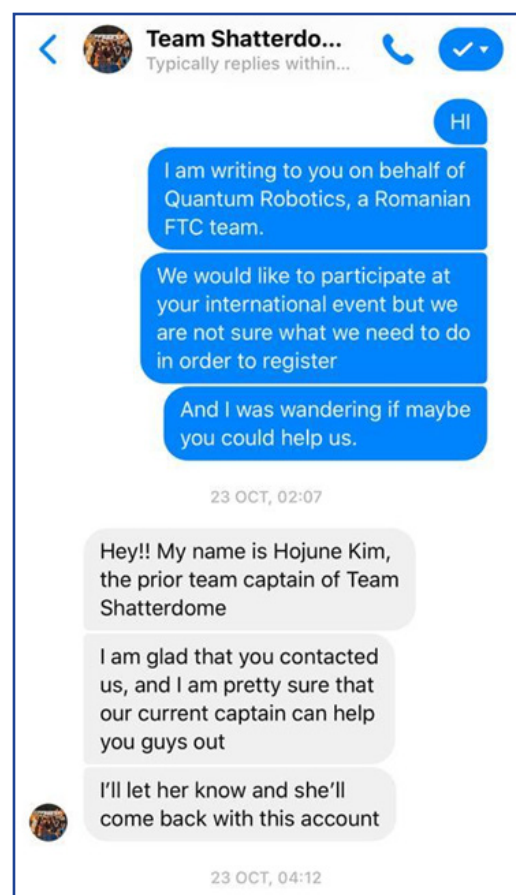 Team Shatterdo...
Typically replies within...
HI
I am writing to you on behalf of
Quantum Robotics, a Romanian
FTC team.
We would like to participate at
your international event but we
are not sure what we need to do
in order to register
And I was wandering if maybe
you could help us.
23 OCT, 02:07
Hey!! My name is Hojune Kim,
the prior team captain of Team
Shatterdome
I am glad that you contacted
us, and I am pretty sure that
our current captain can help
you guys out
I'll let her know and she'll
come back with this account
23 OCT, 04:12